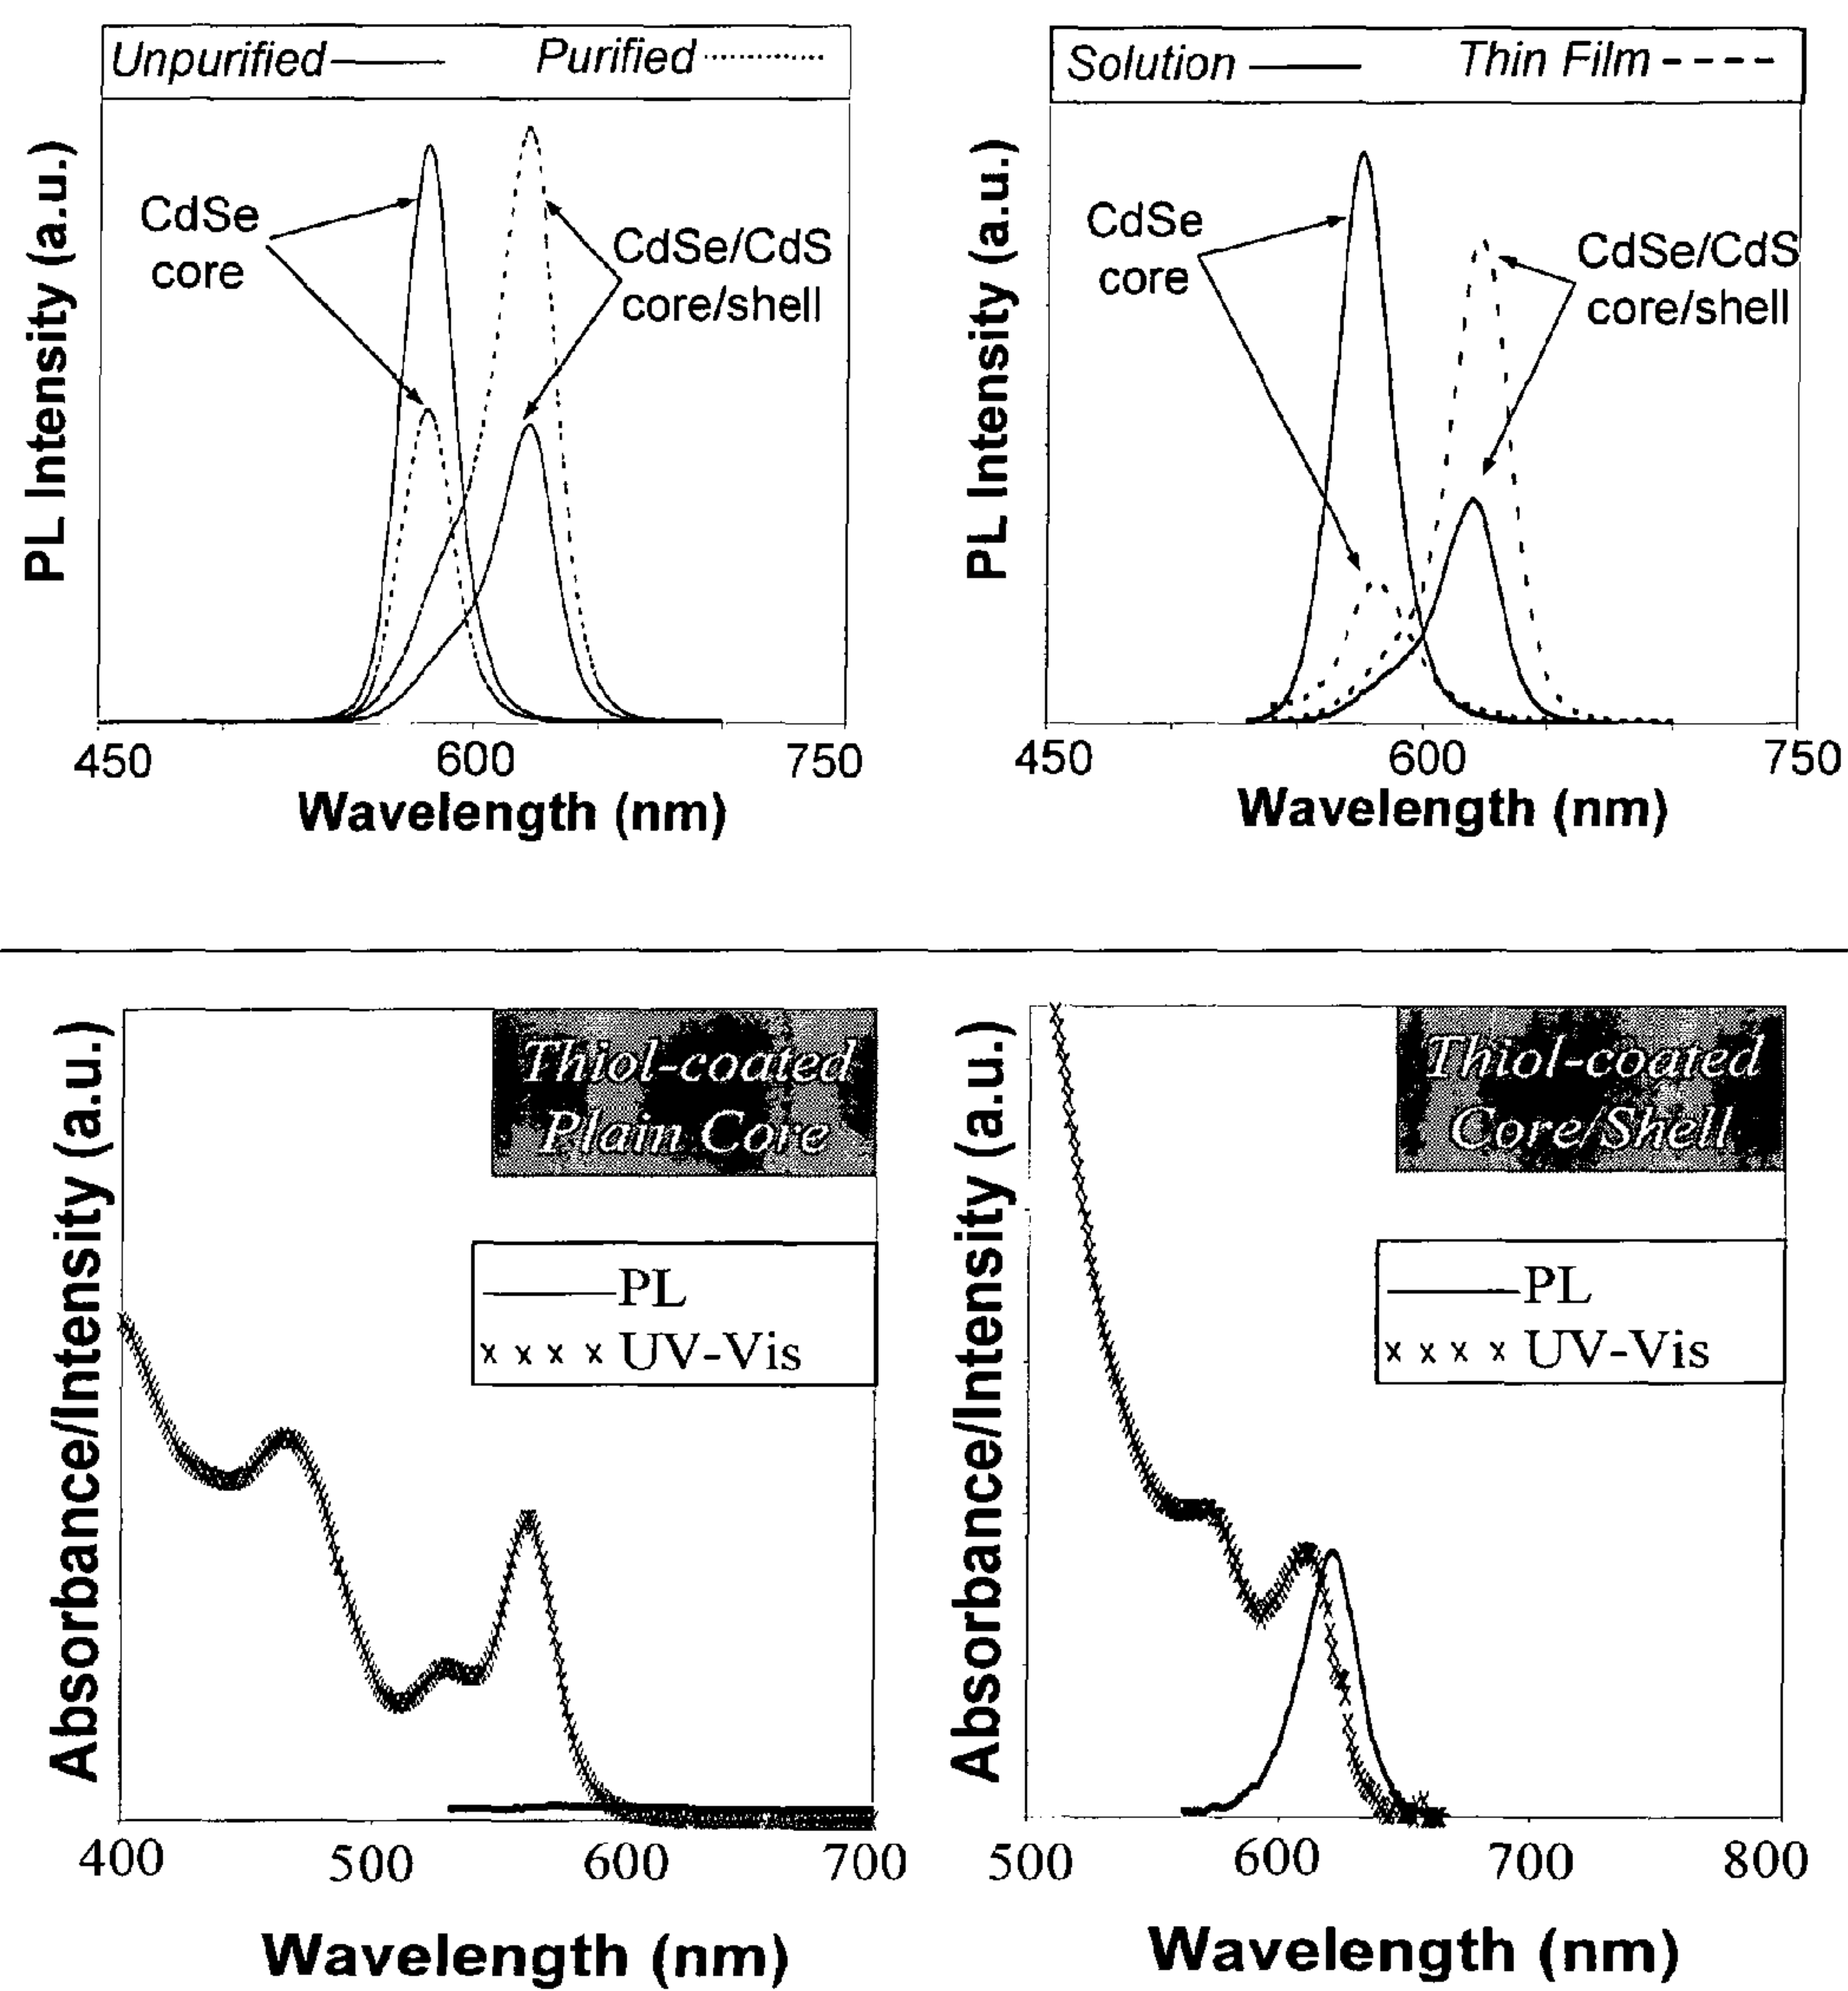 Unpurified Purified
PL Intensity (a.u.)
CdSe
core
CdSe/CdS
core/shell
450 600 750
Wavelength (nm)
Solution Thin Film
PL Intensity (a.u.)
CdSe
core
CdSe/CdS
core/shell
450 600 750
Wavelength (nm)
Absorbance/Intensity (a.u.)
Thiol-coated
Plain Core
PL
UV-Vis
400 500 600 700
Wavelength (nm)
Absorbance/Intensity (a.u.)
Thiol-coated
Core/Shell
PL
UV-Vis
500 600 700 800
Wavelength (nm)